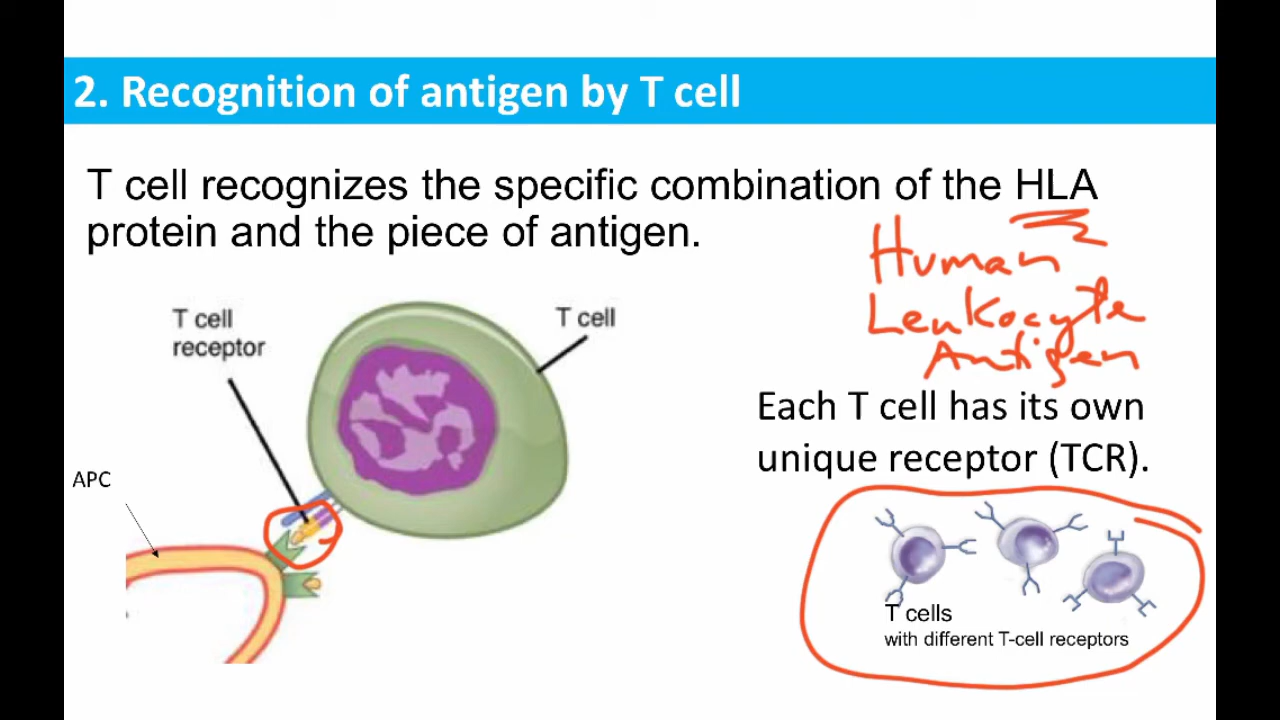 2. Recognition of antigen by T cell
T cell recognizes the specific combination of the HLA
protein and the piece of antigen.
Human
Leukocyte
Antigen
T cell
receptor
T cell
APC
Each T cell has its own
unique receptor (TCR).
T cells
with different T-cell receptors